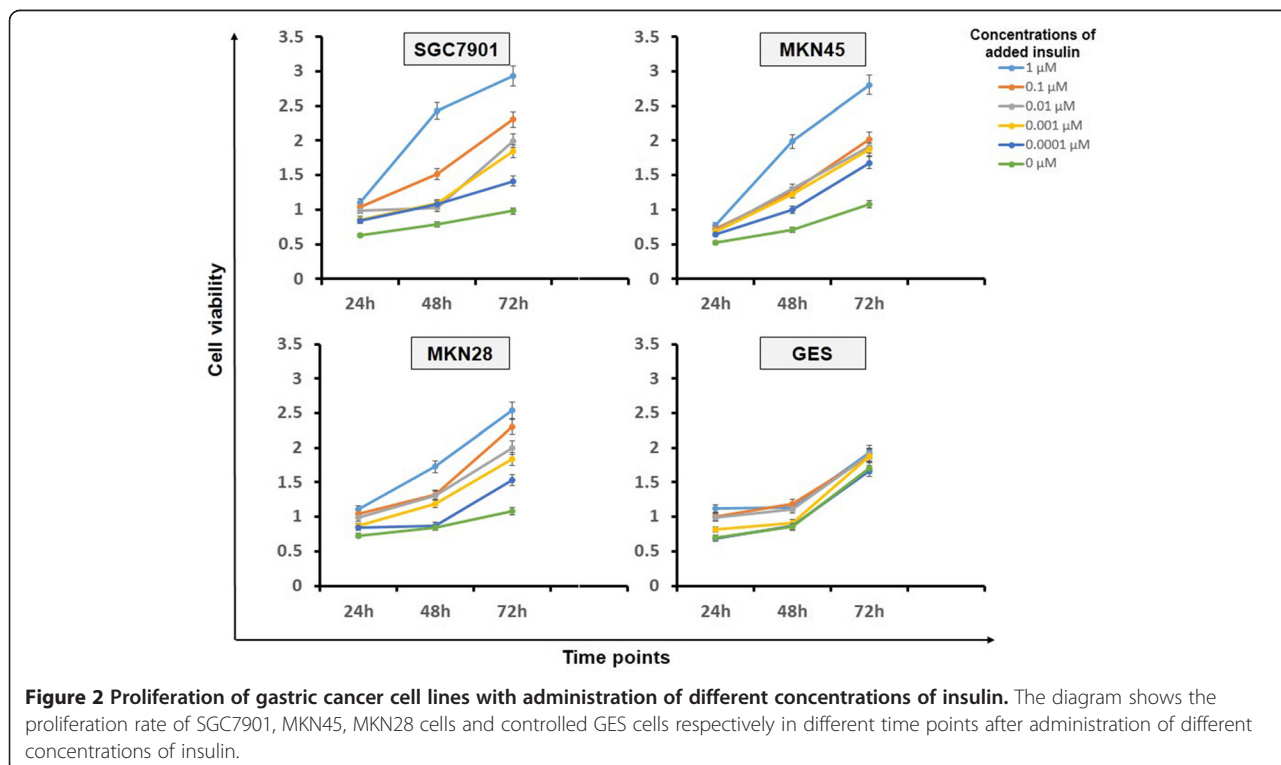 SGC7901
3.5
3
2.5
2
1.5
1
0.5
0
24h 48h 72h
MKN45
3.5
3
2.5
2
1.5
1
0.5
0
24h 48h 72h
Concentrations of
added insulin
1 µM
0.1 µM
0.01 µM
0.001 µM
0.0001 µM
0 µM
Cell viability
MKN28
3.5
3
2.5
2
1.5
1
0.5
0
24h 48h 72h
GES
3.5
3
2.5
2
1.5
1
0.5
0
24h 48h 72h
Time points
Figure 2 Proliferation of gastric cancer cell lines with administration of different concentrations of insulin. The diagram shows the
proliferation rate of SGC7901, MKN45, MKN28 cells and controlled GES cells respectively in different time points after administration of different
concentrations of insulin.